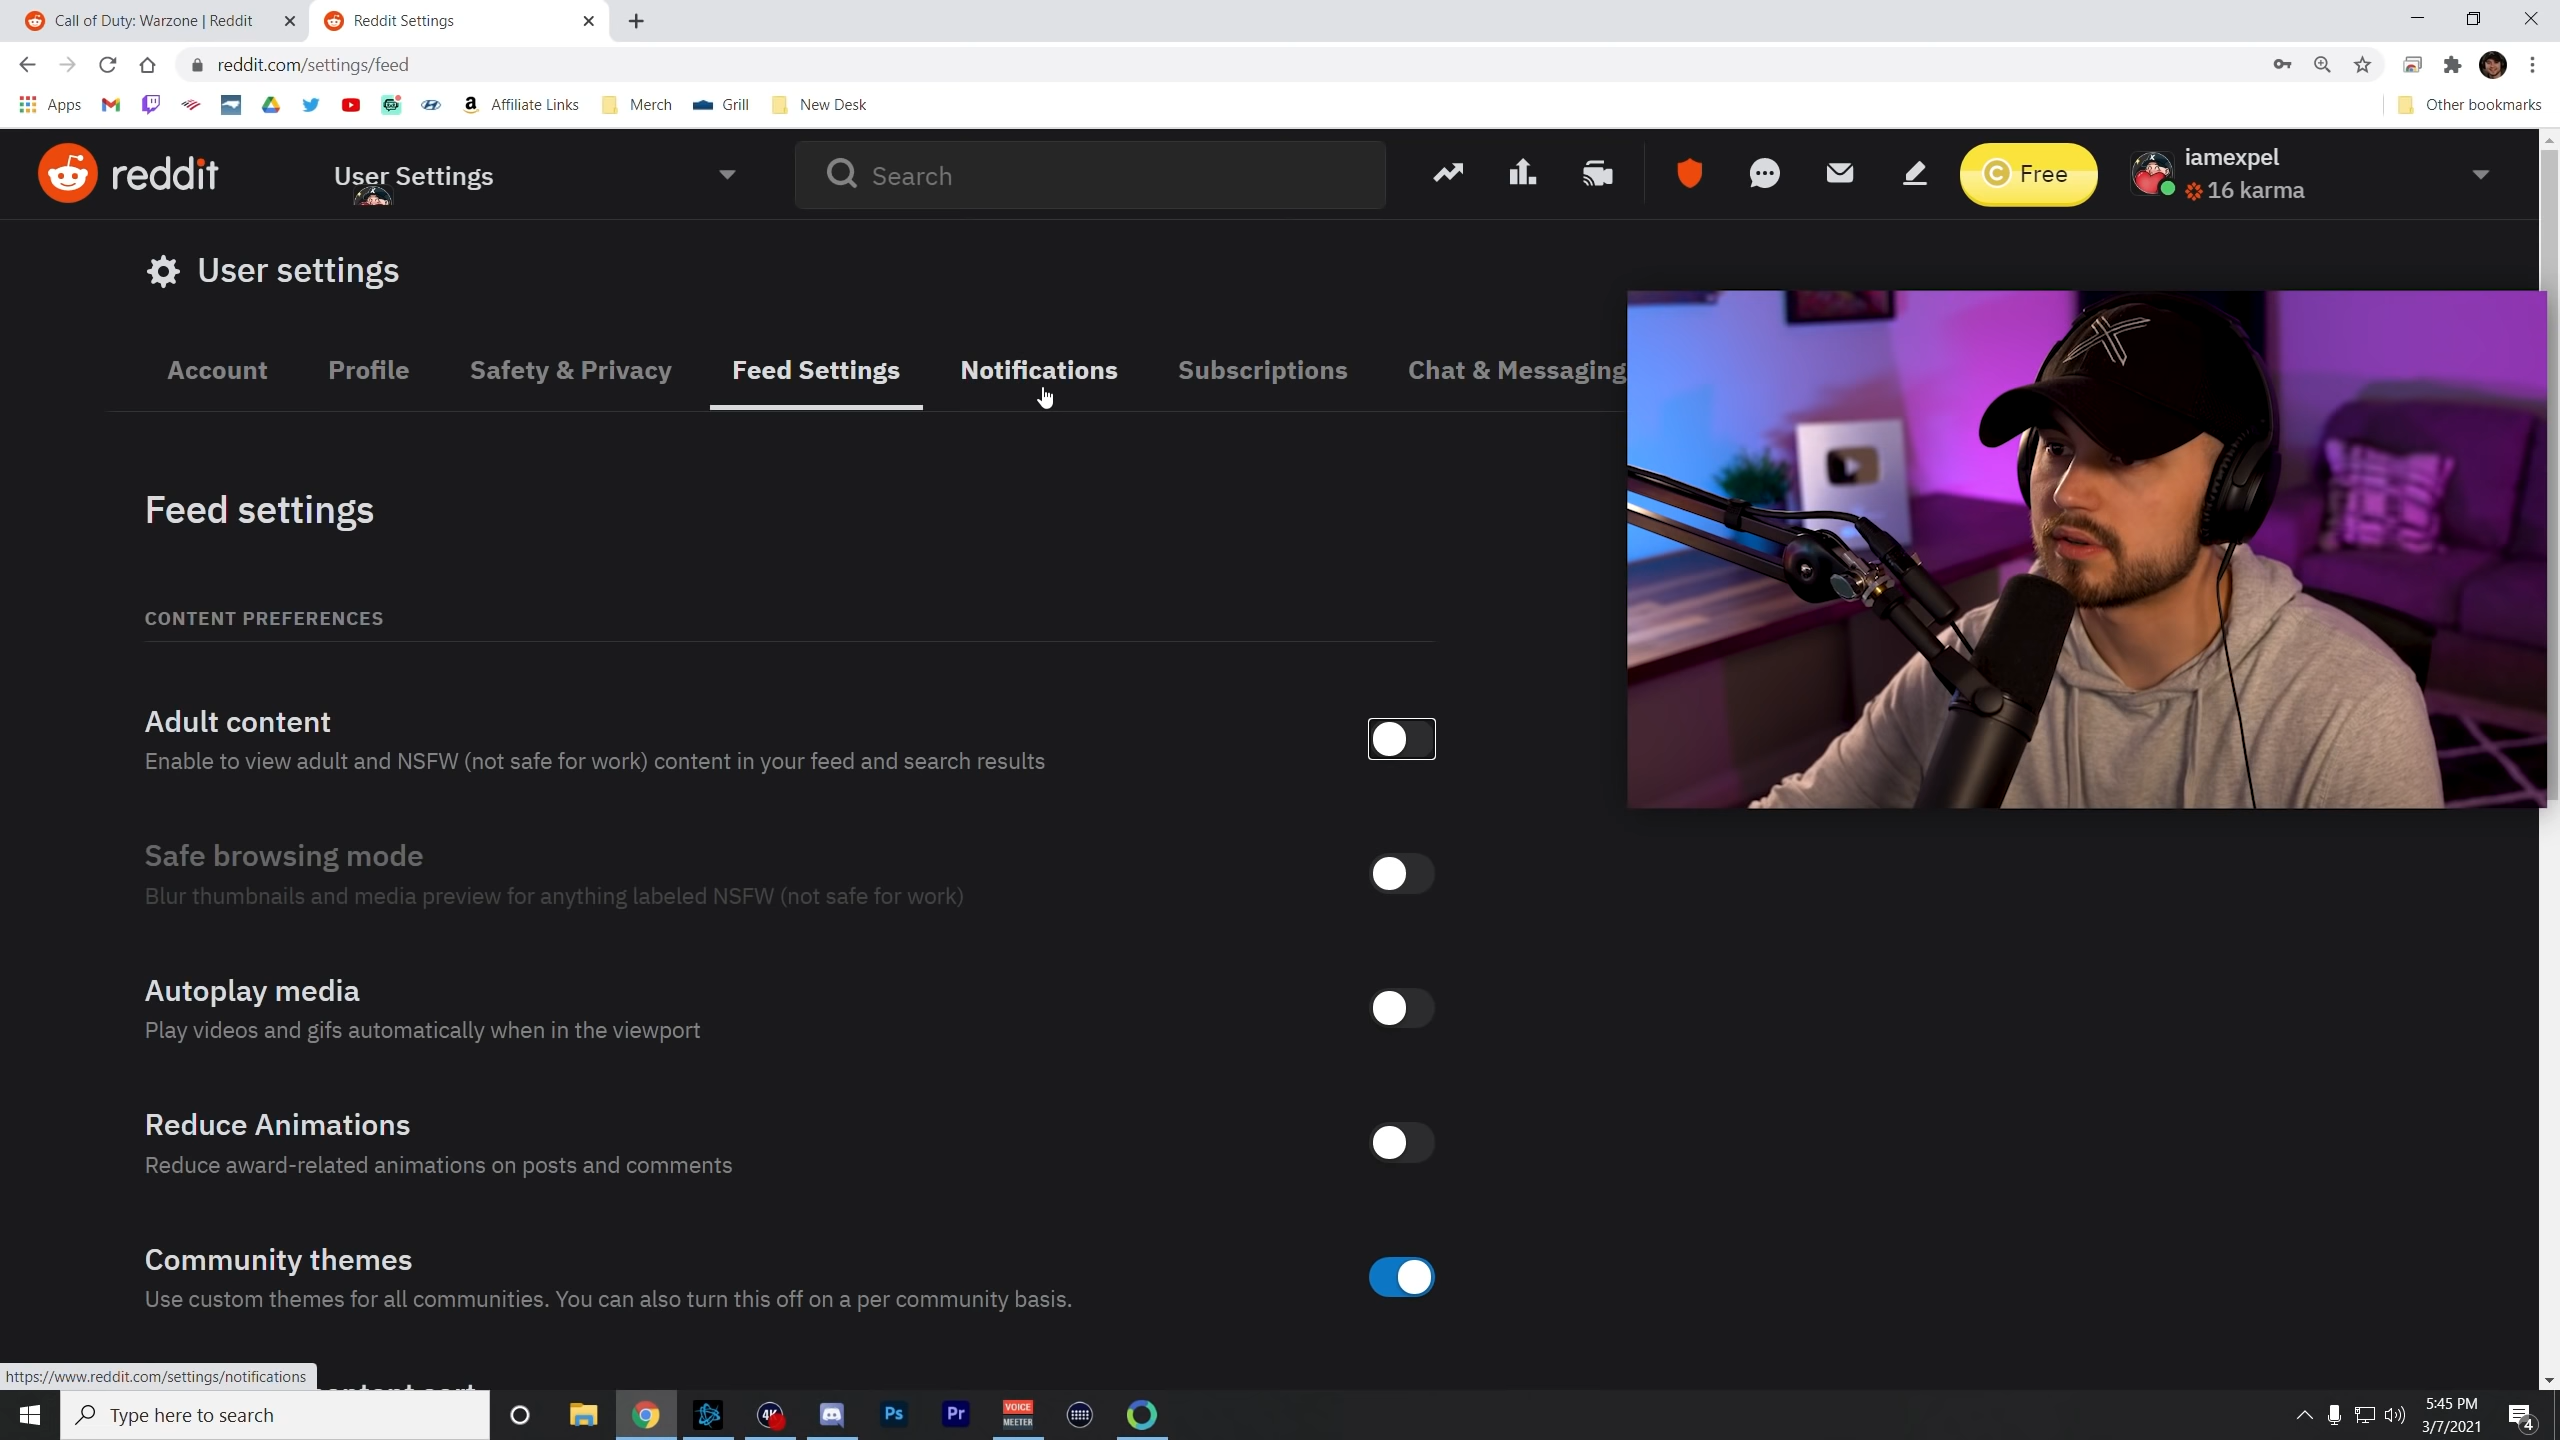 Call of Duty: Warzone | Reddit
Reddit Settings
reddit.com/settings/feed
Apps
Affiliate Links
Merch
Grill
New Desk
Other bookmarks
reddit
User Settings
Search
Free
iamexpel
16 karma
User settings
Account
Profile
Safety & Privacy
Feed Settings
Notifications
Subscriptions
Chat & Messaging
Feed settings
CONTENT PREFERENCES
Adult content
Enable to view adult and NSFW (not safe for work) content in your feed and search results
Safe browsing mode
Blur thumbnails and media preview for anything labeled NSFW (not safe for work)
Autoplay media
Play videos and gifs automatically when in the viewport
Reduce Animations
Reduce award-related animations on posts and comments
Community themes
Use custom themes for all communities. You can also turn this off on a per community basis.
https://www.reddit.com/settings/notifications
Type here to search
4K
Ps
Pr
VOICE
MEETER
5:45 PM
3/7/2021
4